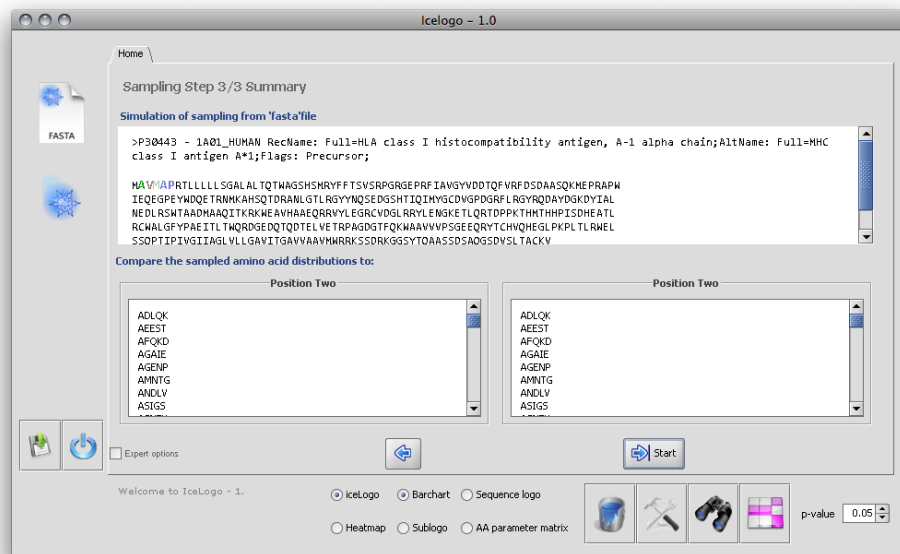 Icelogo - 1.0
Home
Sampling Step 3/3 Summary
FASTA
Simulation of sampling from 'fasta'file
>P30443 - 1A01_HUMAN RecName: Full=HLA class I histocompatibility antigen, A-1 alpha chain;AltName: Full=MHC
class I antigen A*1;Flags: Precursor;
MAVMAPRTLLLLLSGALALTQTWAGSHSMRYFFTSVSRPGRGEPRFIAVGYVDDTQFVRFDSDAASQKMEPRAPW
IEQEGPEYWDQETRNMKAHSQTDRANLGTLRGYYNQSEDGSHTIQIMYGCDVGPDGRFLRGYRQDAYDGKDYIAL
NEDLRSWTAADMAAQITKRKWEAVHAAEQRRVYLEGRCVDGLRRYLENGKETLQRTDPPKTHMTHHPISDHEATL
RCWALGFYPAEITLTWQRDGEDQTQDTELVETRPAGDGTFQKWAAVVVPSGEEQRYTCHVQHEGLPKPLTLRWEL
SSQPTIPIVGIIAGLVLLGAVITGAVVAAVMWRRKSSDRKGGSYTQAASSDSAQGSDVSLTACKV
Compare the sampled amino acid distributions to:
Position Two
ADLQK
AEEST
AFQKD
AGAIE
AGENP
AMNTG
ANDLV
ASIGS
Position Two
ADLQK
AEEST
AFQKD
AGAIE
AGENP
AMNTG
ANDLV
ASIGS
Expert options
Start
Welcome to IceLogo - 1.
iceLogo Barchart Sequence logo
Heatmap Sublogo AA parameter matrix
p-value 0.05